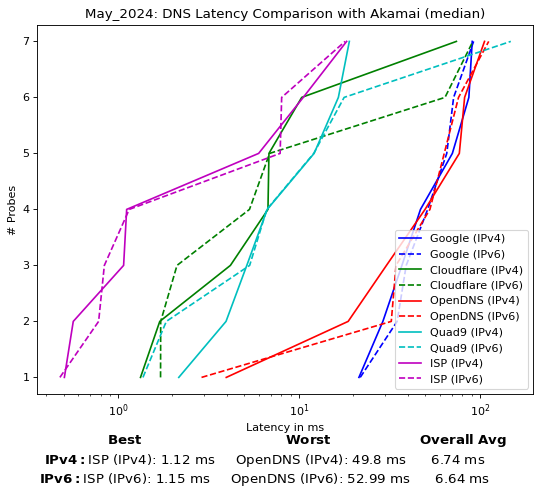 May_2024: DNS Latency Comparison with Akamai (median)
7
6
5
4
3
2
1
# Probes
Google (IPv4)
Google (IPv6)
Cloudflare (IPv4)
Cloudflare (IPv6)
OpenDNS (IPv4)
OpenDNS (IPv6)
Quad9 (IPv4)
Quad9 (IPv6)
ISP (IPv4)
ISP (IPv6)
10⁰ 10¹ 10²
Latency in ms
Best Worst Overall Avg
IPv4: ISP (IPv4): 1.12 ms OpenDNS (IPv4): 49.8 ms 6.74 ms
IPv6: ISP (IPv6): 1.15 ms OpenDNS (IPv6): 52.99 ms 6.64 ms